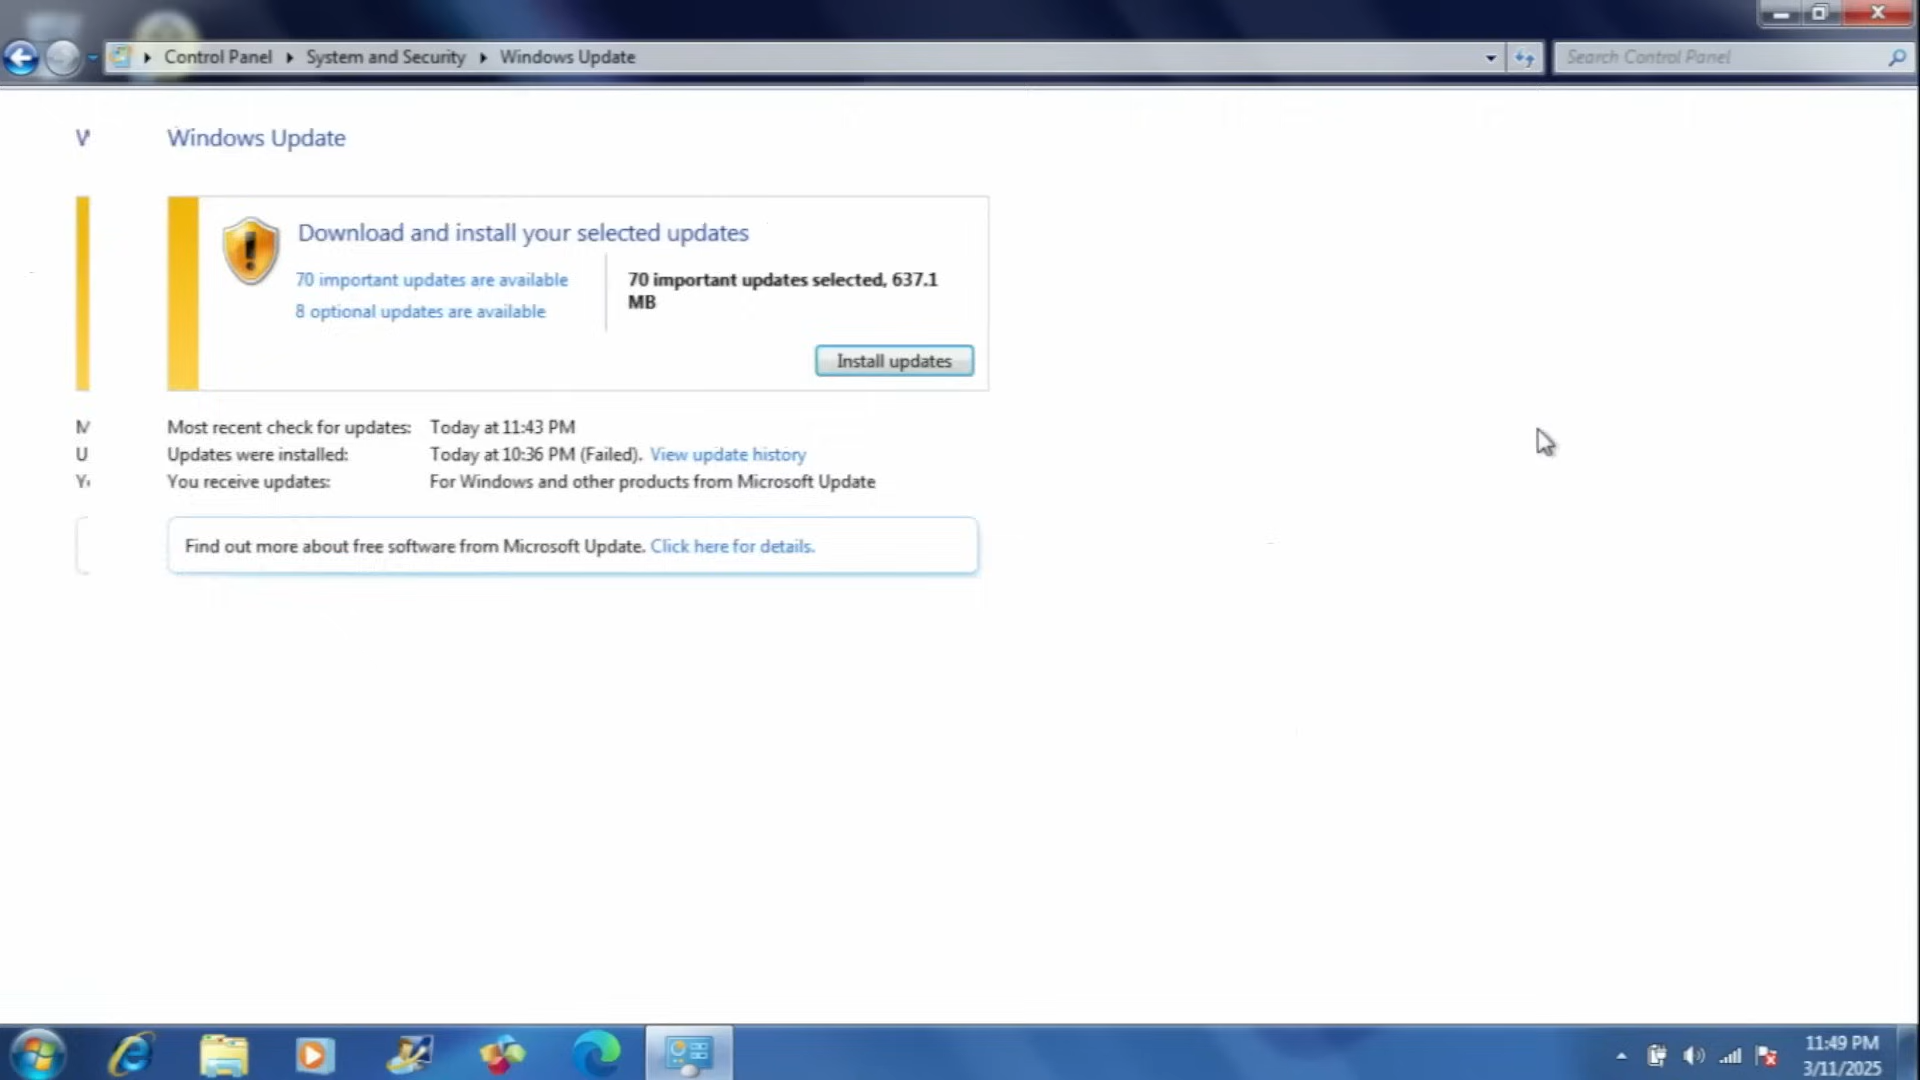 Control Panel
System and Security
Windows Update
Search Control Panel
Windows Update
Download and install your selected updates
70 important updates are available
8 optional updates are available
70 important updates selected, 637.1
MB
Install updates
M
Most recent check for updates: Today at 11:43 PM
U
Updates were installed: Today at 10:36 PM (Failed). View update history
You receive updates: For Windows and other products from Microsoft Update
Find out more about free software from Microsoft Update. Click here for details.
11:49 PM
3/11/2025